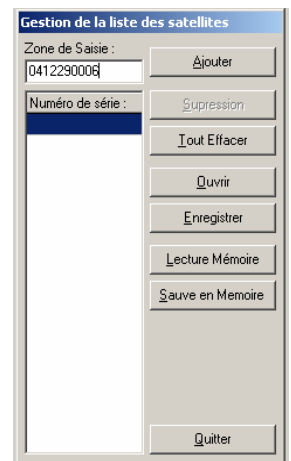 Gestion de la liste des satellites
Zone de Saisie :
0412290006
Ajouter
Numéro de série :
Supression
Tout Effacer
Ouvrir
Enregistrer
Lecture Mémoire
Sauve en Memoire
Quitter